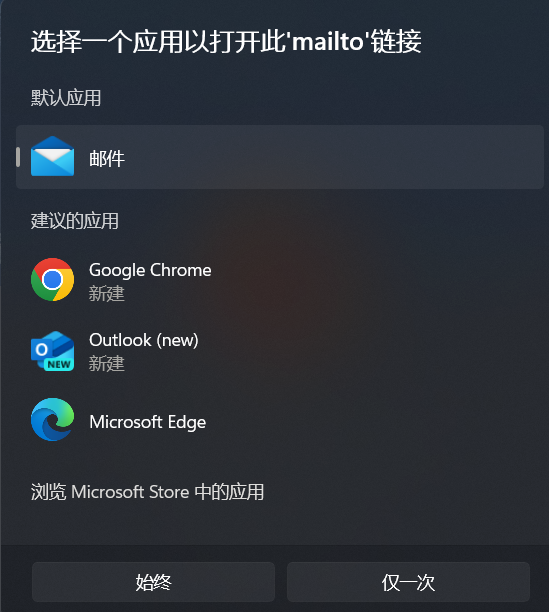 选择一个应用以打开此'mailto'链接
默认应用
邮件
建议的应用
Google Chrome
新建
Outlook (new)
新建
O
NEW
Microsoft Edge
浏览 Microsoft Store 中的应用
始终
仅一次